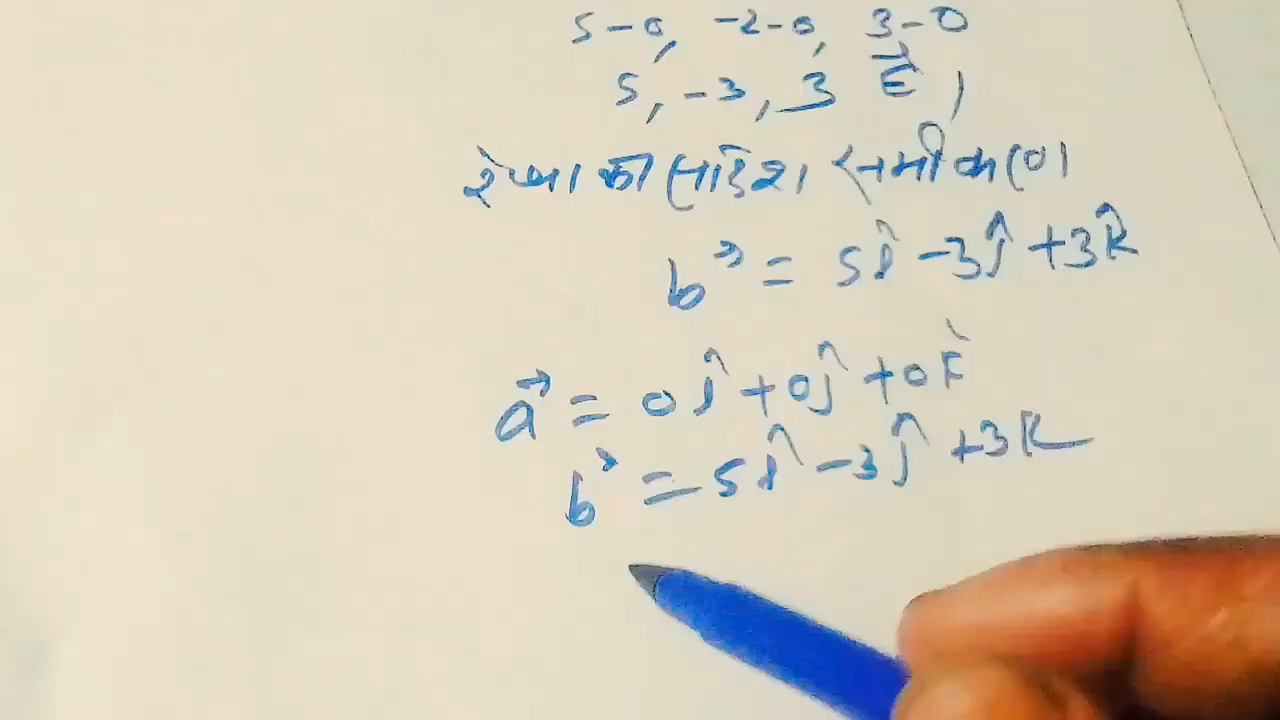 5-0, -2-0, 3-0
5, -3, 3 है,
रेखा का सदिश समीकरण
b⃗ = 5î -3ĵ +3k̂
a⃗ = 0î +0ĵ +0k̂
b⃗ = 5î -3ĵ +3k